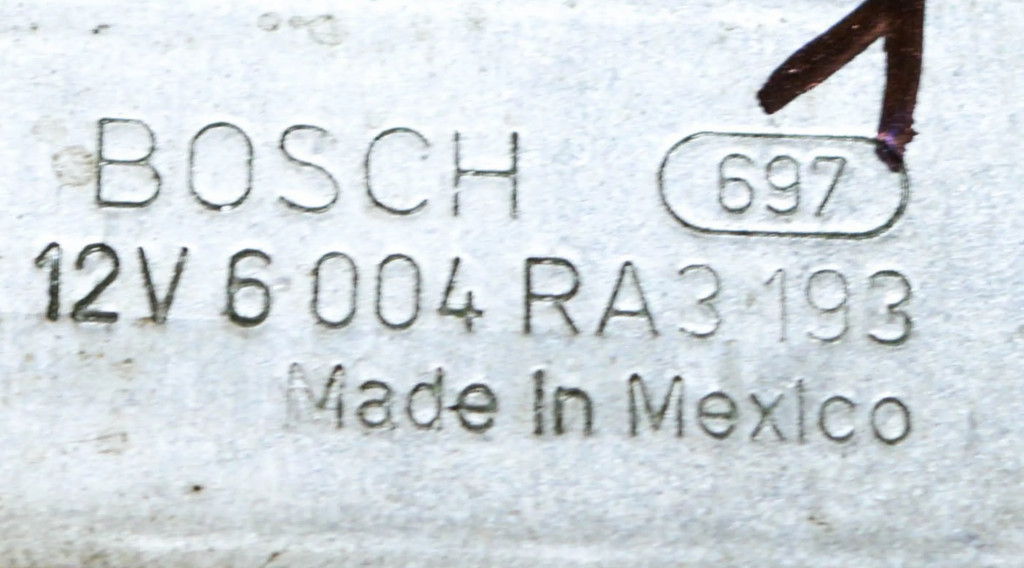 BOSCH 697
12V 6 004 RA3 193
Made In Mexico